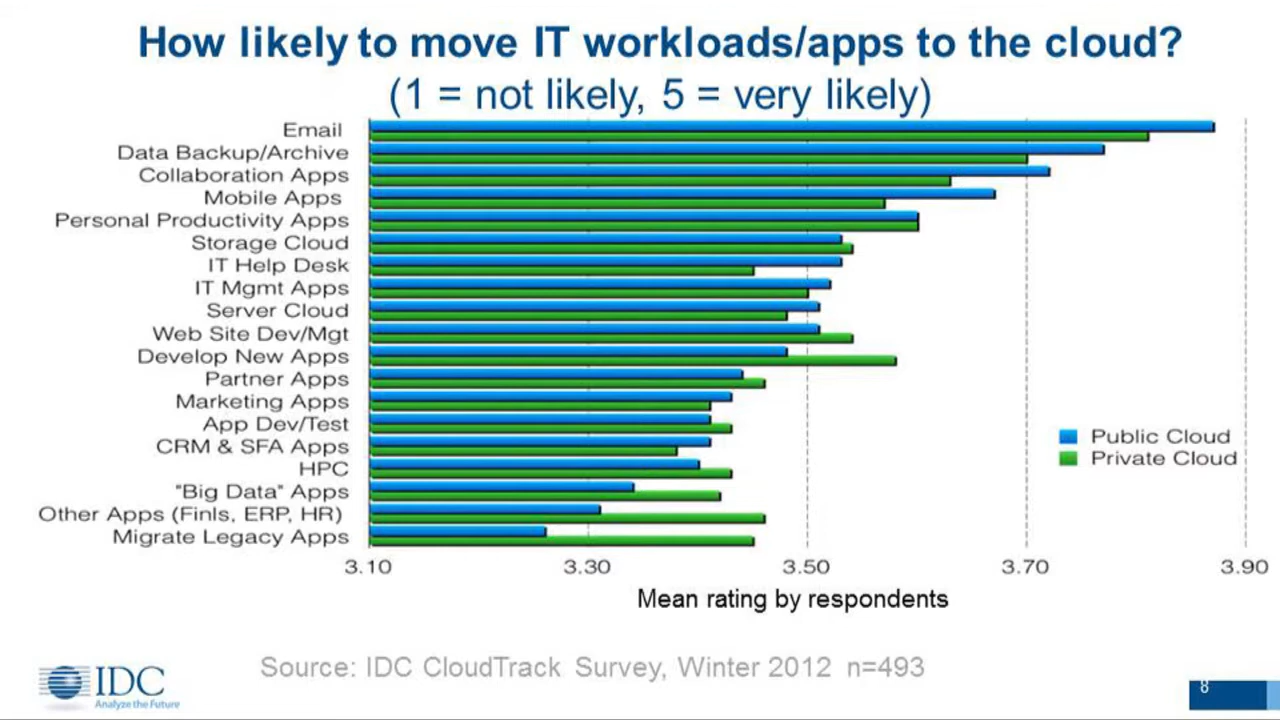 How likely to move IT workloads/apps to the cloud?
(1 = not likely, 5 = very likely)
Email
Data Backup/Archive
Collaboration Apps
Mobile Apps
Personal Productivity Apps
Storage Cloud
IT Help Desk
IT Mgmt Apps
Server Cloud
Web Site Dev/Mgt
Develop New Apps
Partner Apps
Marketing Apps
App Dev/Test
CRM & SFA Apps
HPC
"Big Data" Apps
Other Apps (Finls, ERP, HR)
Migrate Legacy Apps
Public Cloud
Private Cloud
3.10 3.30 3.50 3.70 3.90
Mean rating by respondents
Source: IDC CloudTrack Survey, Winter 2012 n=493
IDC
Analyze the Future
8